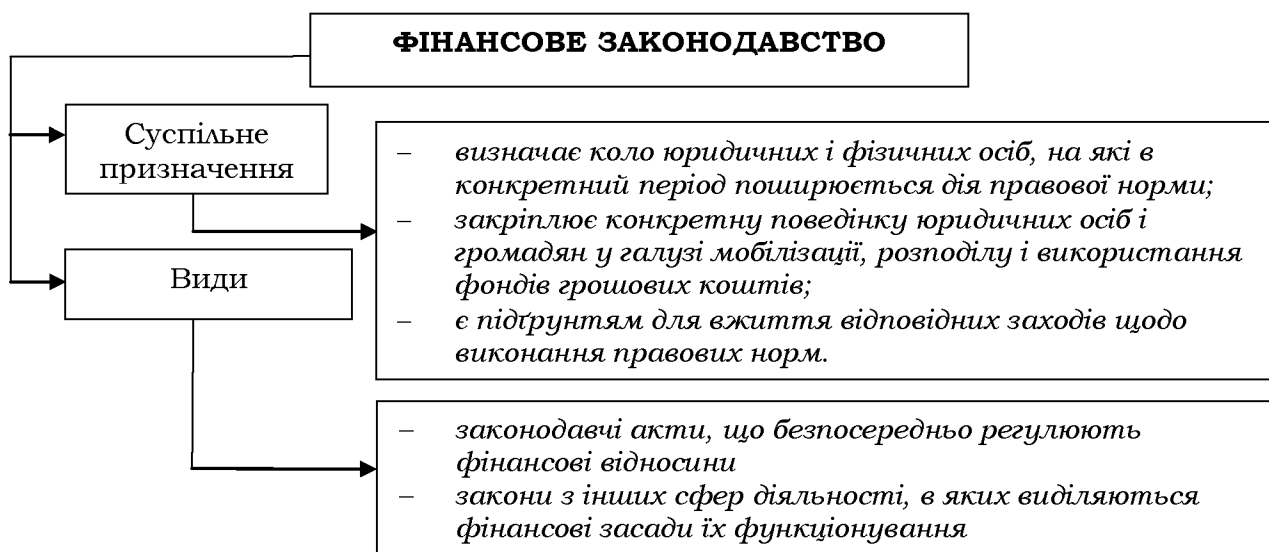 ФІНАНСОВЕ ЗАКОНОДАВСТВО
Суспільне
призначення
– визначає коло юридичних і фізичних осіб, на які в
конкретний період поширюється дія правової норми;
– закріплює конкретну поведінку юридичних осіб і
громадян у галузі мобілізації, розподілу і використання
фондів грошових коштів;
– є підґрунтям для вжиття відповідних заходів щодо
виконання правових норм.
Види
– законодавчі акти, що безпосередньо регулюють
фінансові відносини
– закони з інших сфер діяльності, в яких виділяються
фінансові засади їх функціонування